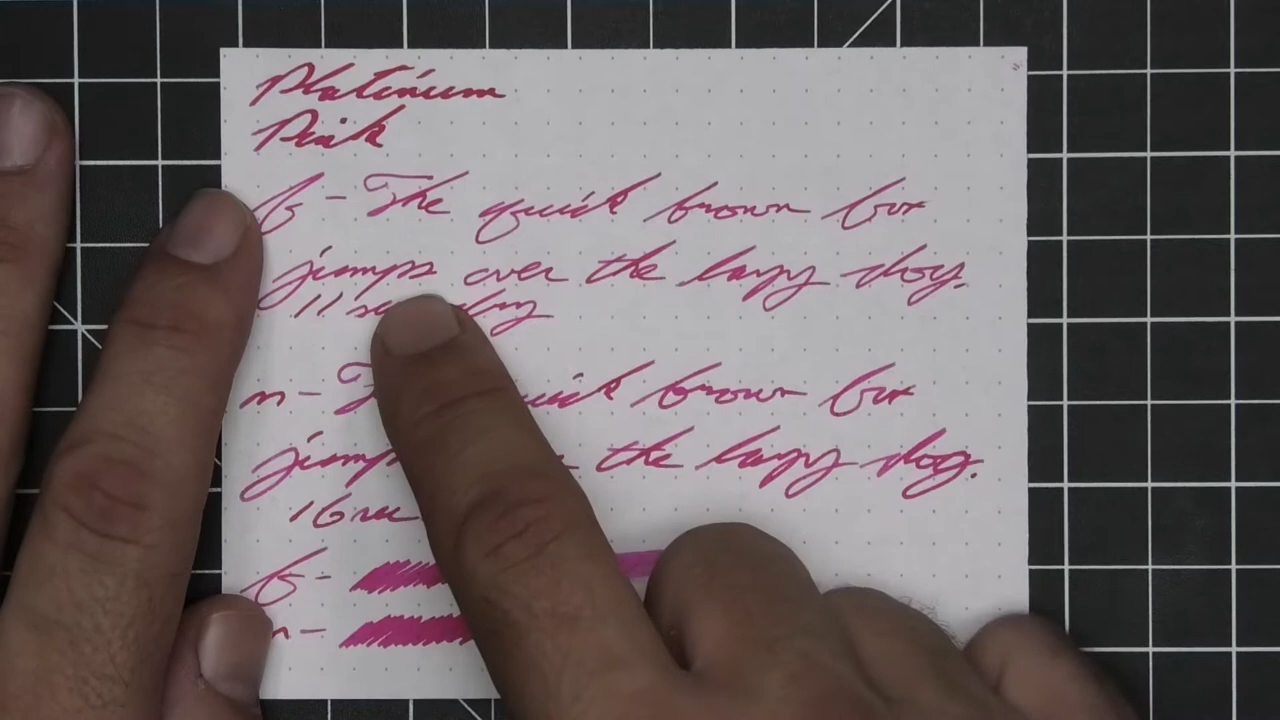 Platinum
Pink
f - The quick brown fox
jumps over the lazy dog.
11 dry
m - quick brown fox
the lazy dog.
16
f -
m -